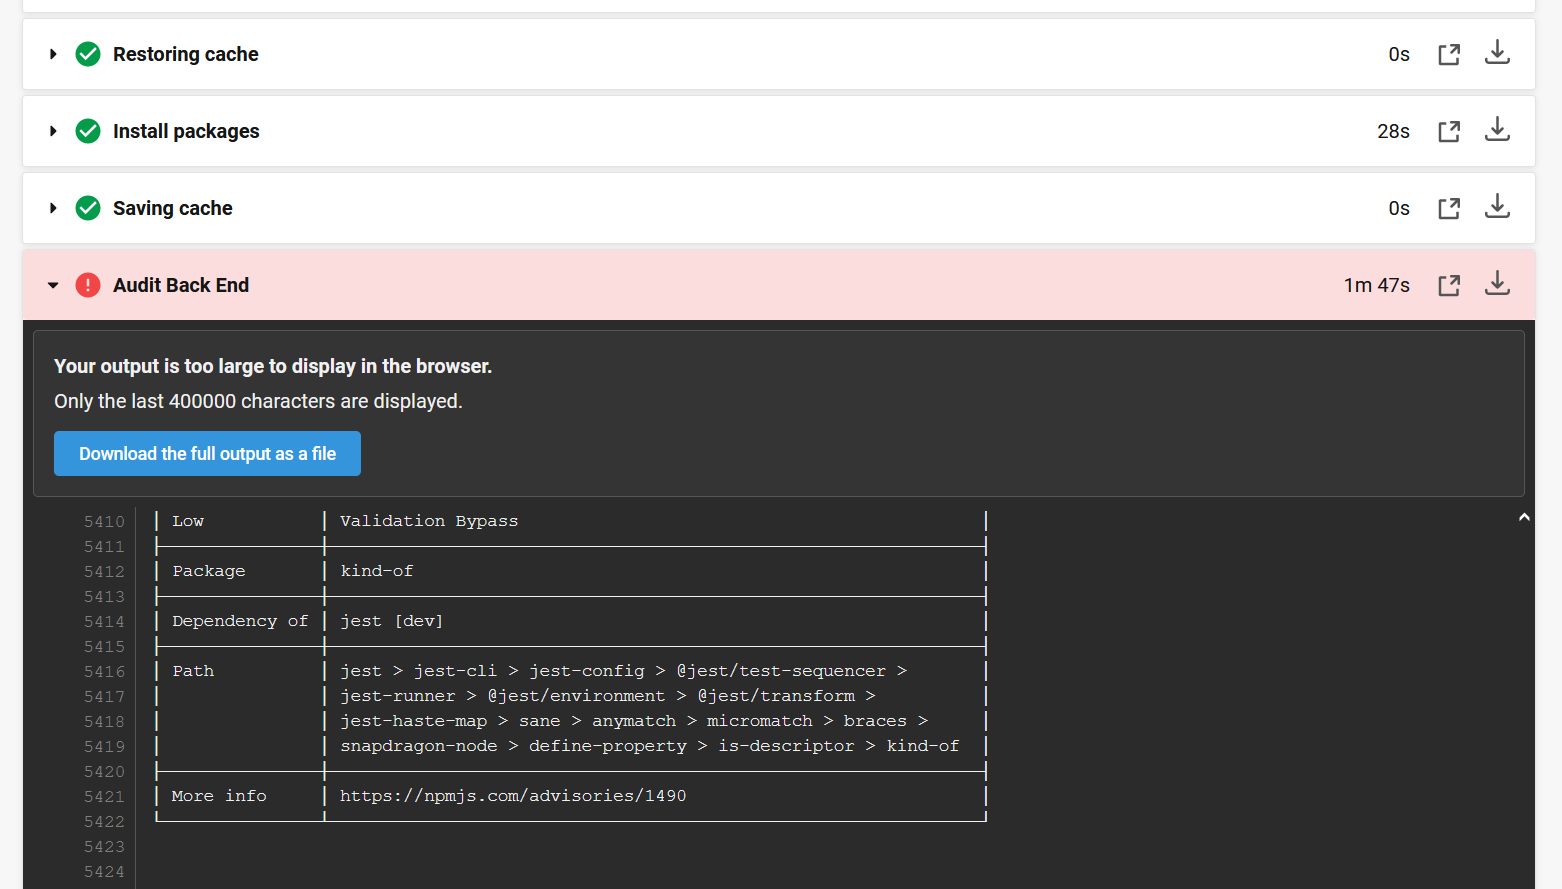 Restoring cache 0s
Install packages 28s
Saving cache 0s
Audit Back End 1m 47s
Your output is too large to display in the browser.
Only the last 400000 characters are displayed.
Download the full output as a file
5410 | Low | Validation Bypass |
5411
5412 | Package | kind-of |
5413
5414 | Dependency of | jest [dev] |
5415
5416 | Path | jest > jest-cli > jest-config > @jest/test-sequencer > |
5417 | | jest-runner > @jest/environment > @jest/transform > |
5418 | | jest-haste-map > sane > anymatch > micromatch > braces > |
5419 | | snapdragon-node > define-property > is-descriptor > kind-of |
5420
5421 | More info | https://npmjs.com/advisories/1490 |
5422
5423
5424